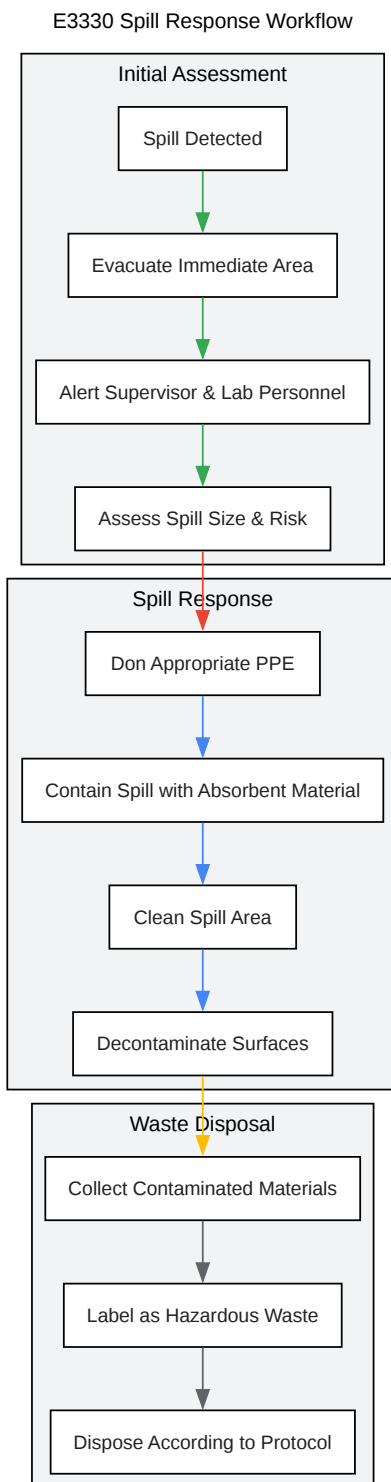 E3330 Spill Response Workflow
Initial Assessment
Spill Detected
Evacuate Immediate Area
Alert Supervisor & Lab Personnel
Assess Spill Size & Risk
Spill Response
Don Appropriate PPE
Contain Spill with Absorbent Material
Clean Spill Area
Decontaminate Surfaces
Waste Disposal
Collect Contaminated Materials
Label as Hazardous Waste
Dispose According to Protocol